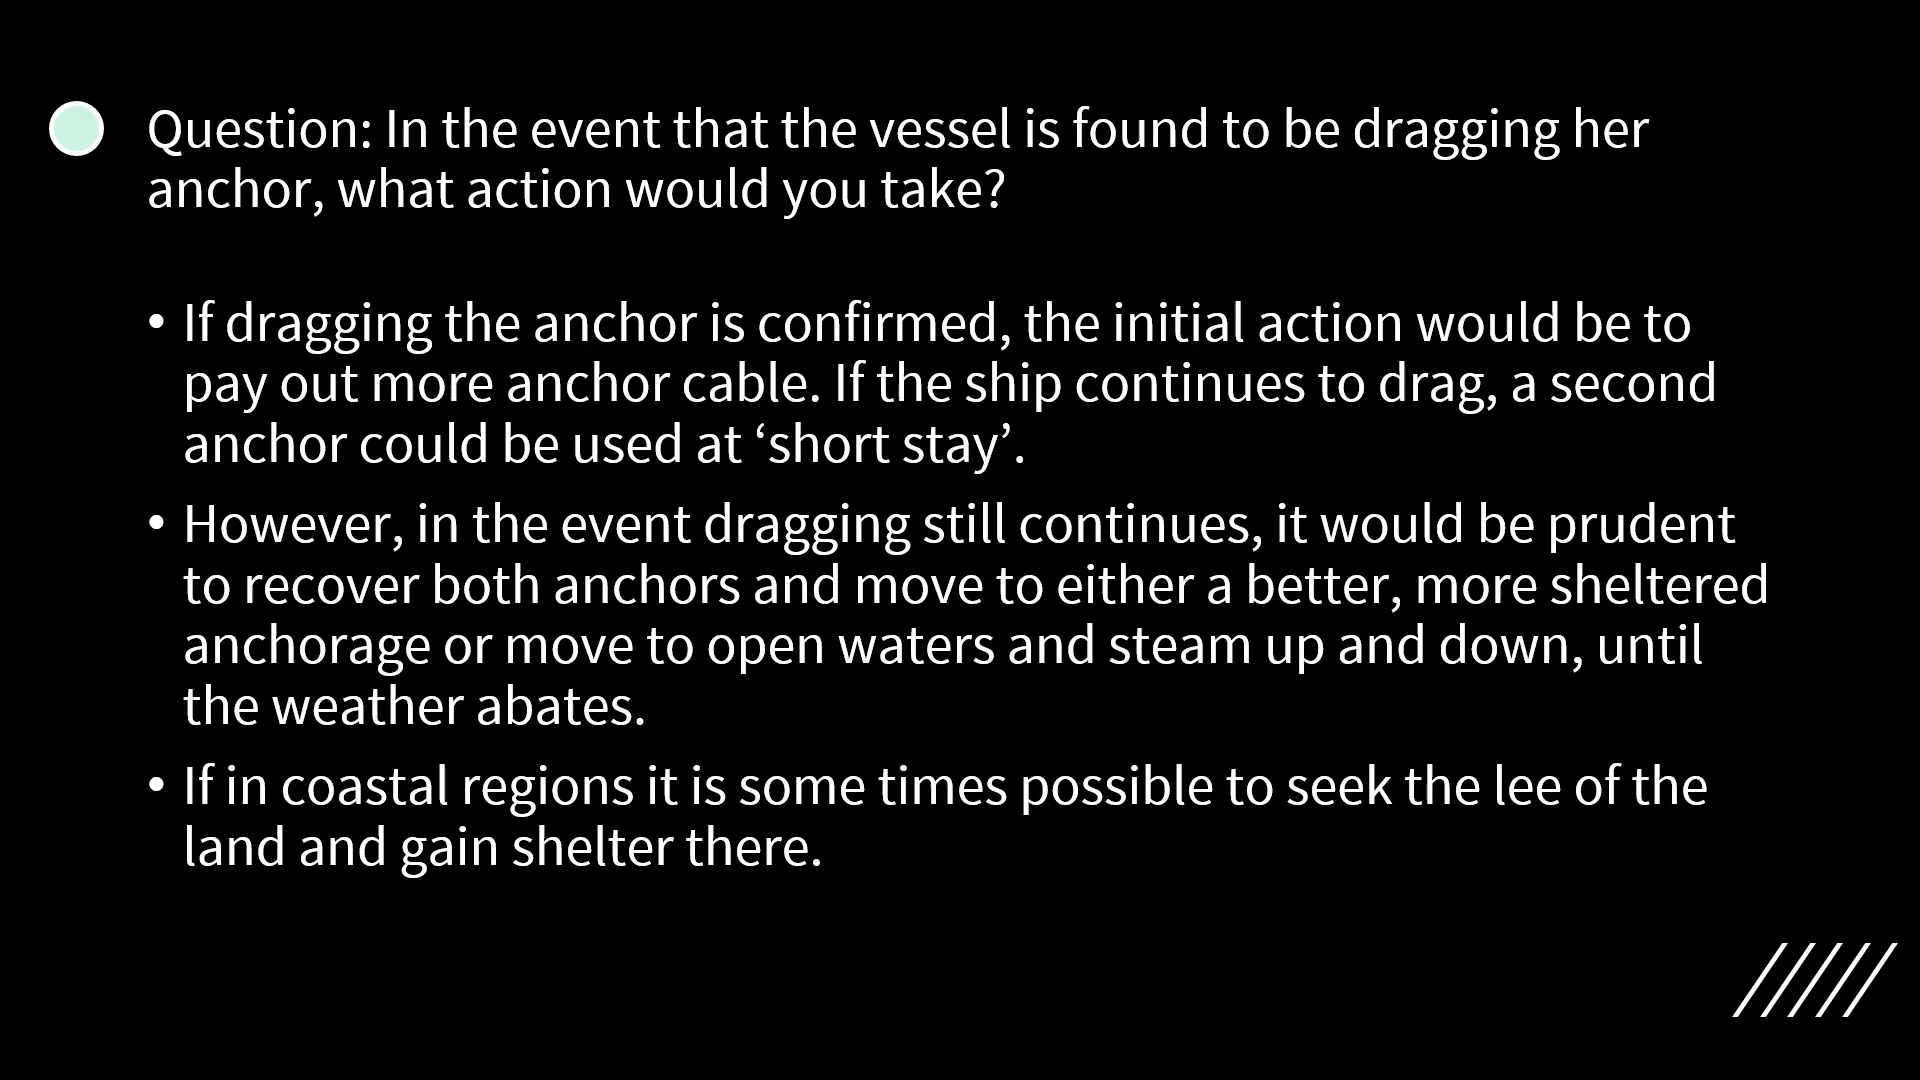 Question: In the event that the vessel is found to be dragging her
anchor, what action would you take?
• If dragging the anchor is confirmed, the initial action would be to
pay out more anchor cable. If the ship continues to drag, a second
anchor could be used at ‘short stay’.
• However, in the event dragging still continues, it would be prudent
to recover both anchors and move to either a better, more sheltered
anchorage or move to open waters and steam up and down, until
the weather abates.
• If in coastal regions it is some times possible to seek the lee of the
land and gain shelter there.